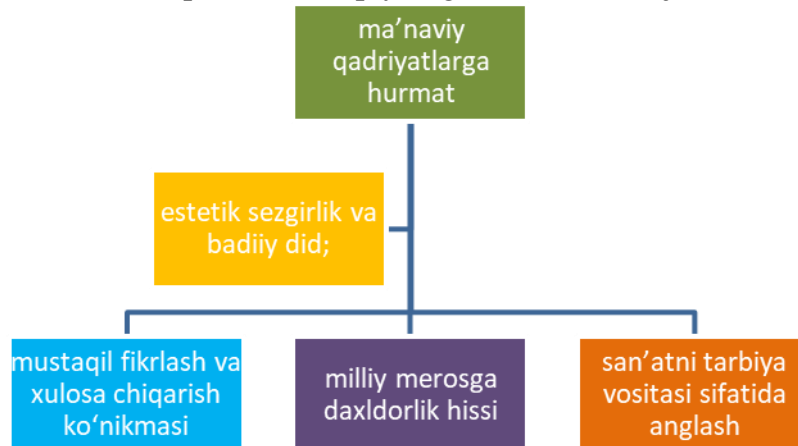 ma’naviy
qadriyatlarga
hurmat
estetik sezgirlik va
badiiy did;
mustaqil fikrlash va
xulosa chiqarish
ko‘nikmasi
milliy merosga
daxldorlik hissi
san’atni tarbiya
vositasi sifatida
anglash